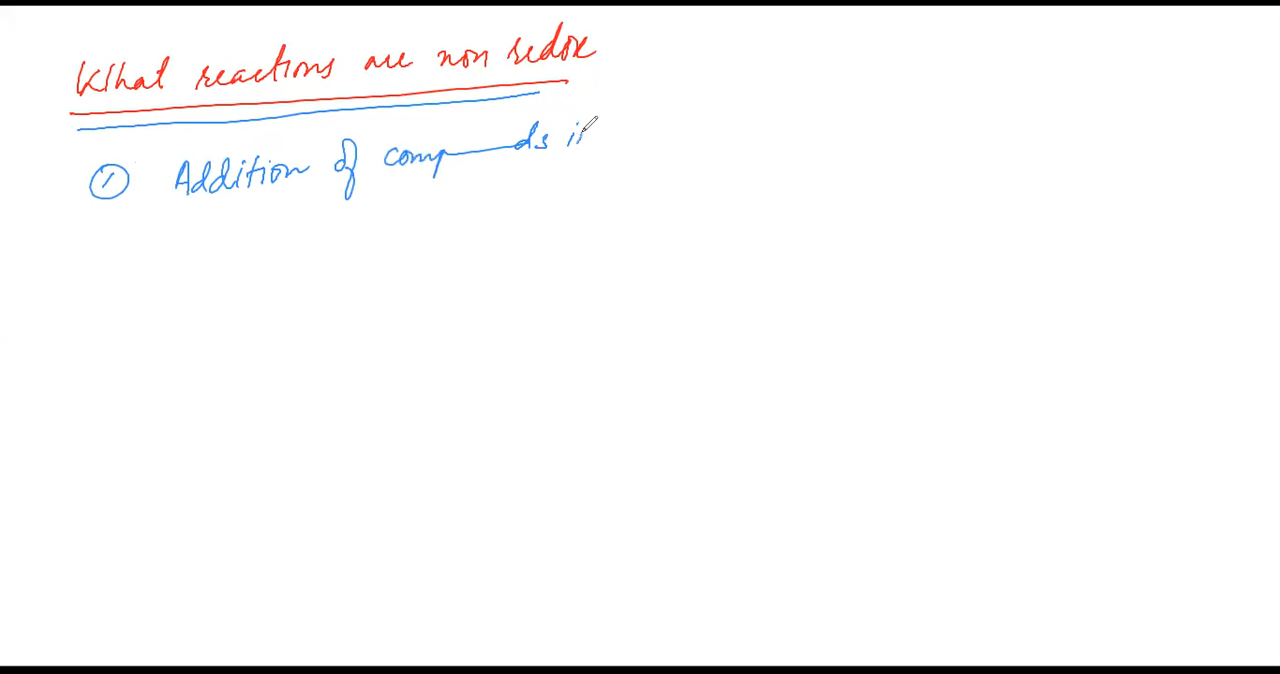 What reactions are non redox
① Addition of compounds i